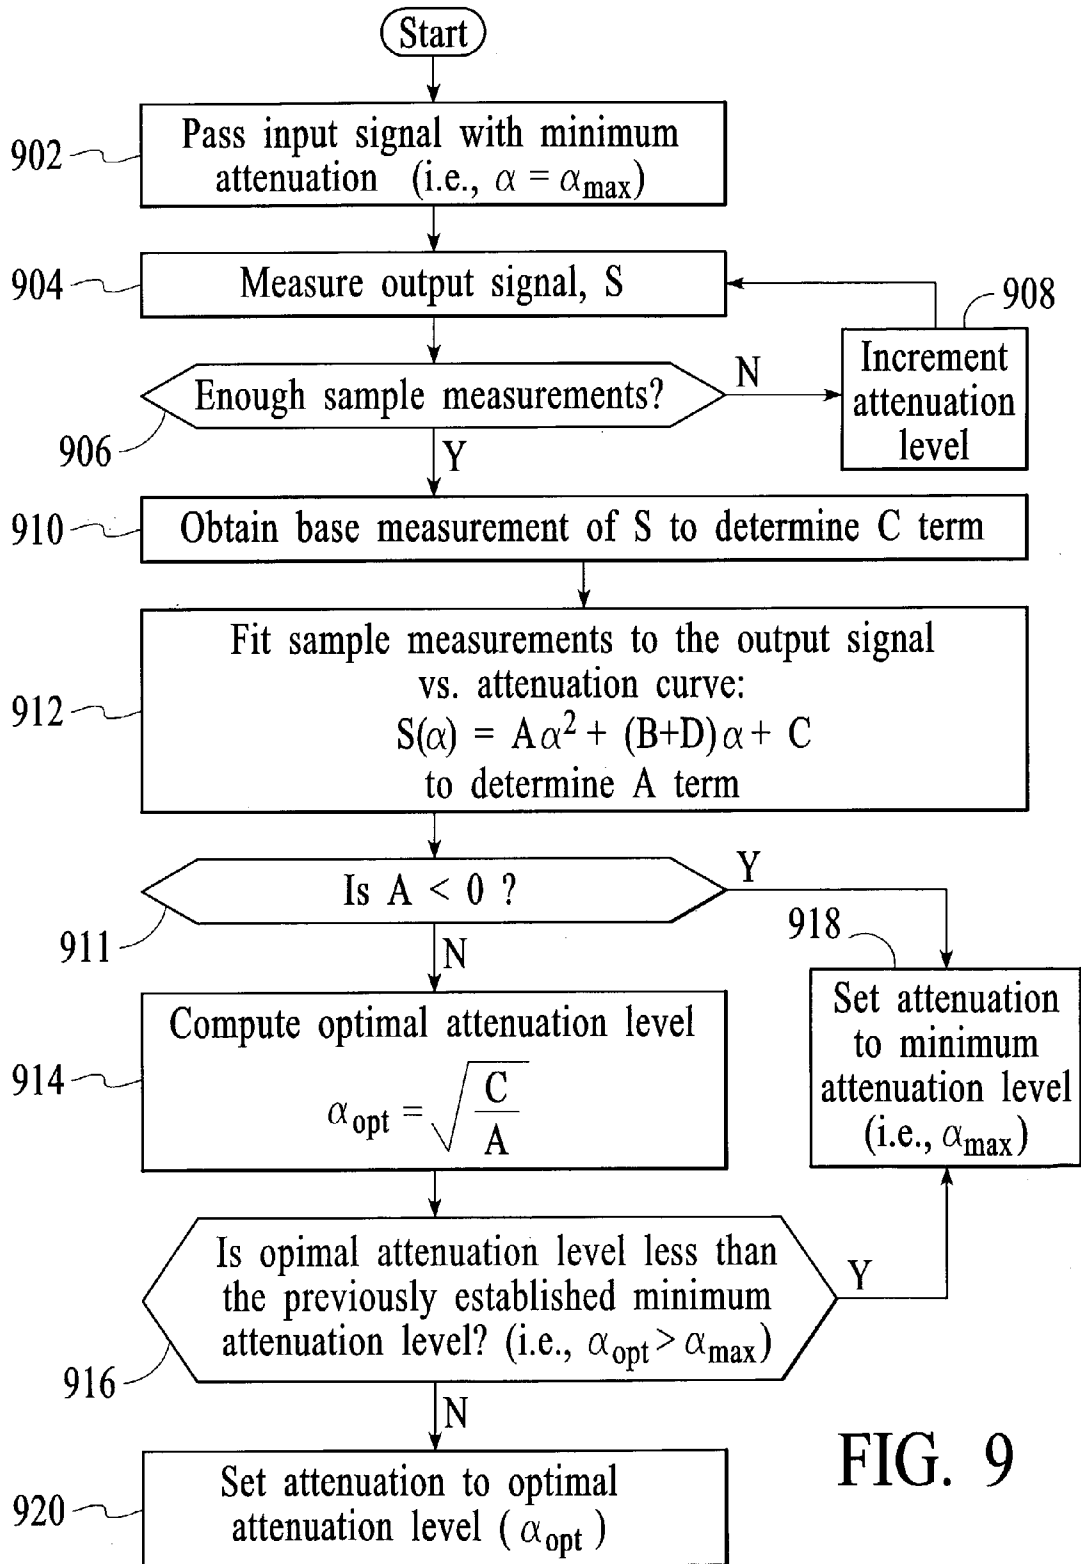 Start
902
Pass input signal with minimum
attenuation (i.e., α = αmax)
904
Measure output signal, S
908
Increment
attenuation
level
Enough sample measurements?
N
906
Y
910
Obtain base measurement of S to determine C term
912
Fit sample measurements to the output signal
vs. attenuation curve:
S(α) = Aα² + (B+D)α + C
to determine A term
Is A < 0 ?
Y
911
N
918
Set attenuation
to minimum
attenuation level
(i.e., αmax)
914
Compute optimal attenuation level
αopt = √(C/A)
Is opimal attenuation level less than
the previously established minimum
attenuation level? (i.e., αopt > αmax)
Y
916
N
920
Set attenuation to optimal
attenuation level (αopt)
FIG. 9